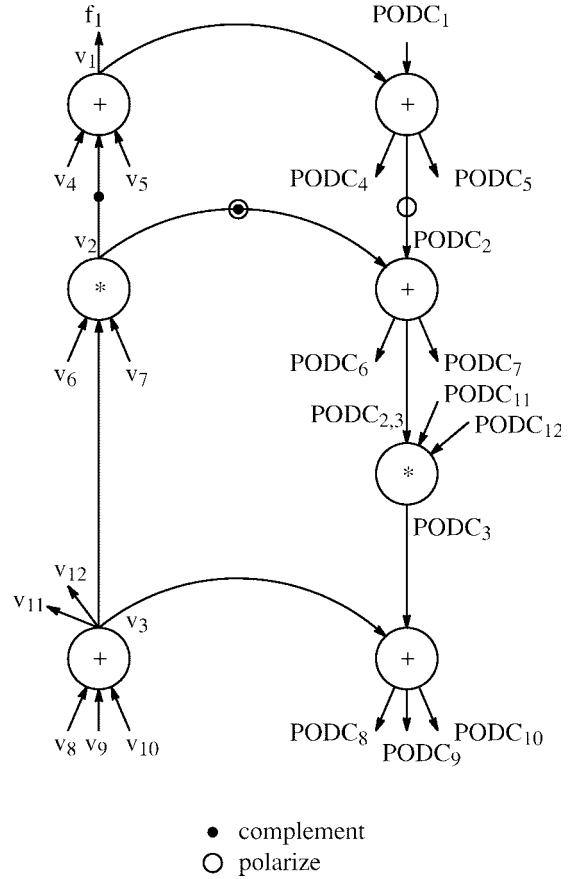 f1 PODC1
v1
+ +
v4 v5 PODC4 PODC5
v2 PODC2
* +
v6 v7 PODC6 PODC7
PODC11
PODC2,3 PODC12
*
v12 PODC3
v11 v3
+ +
v8 v9 v10 PODC8 PODC9 PODC10
complement
polarize